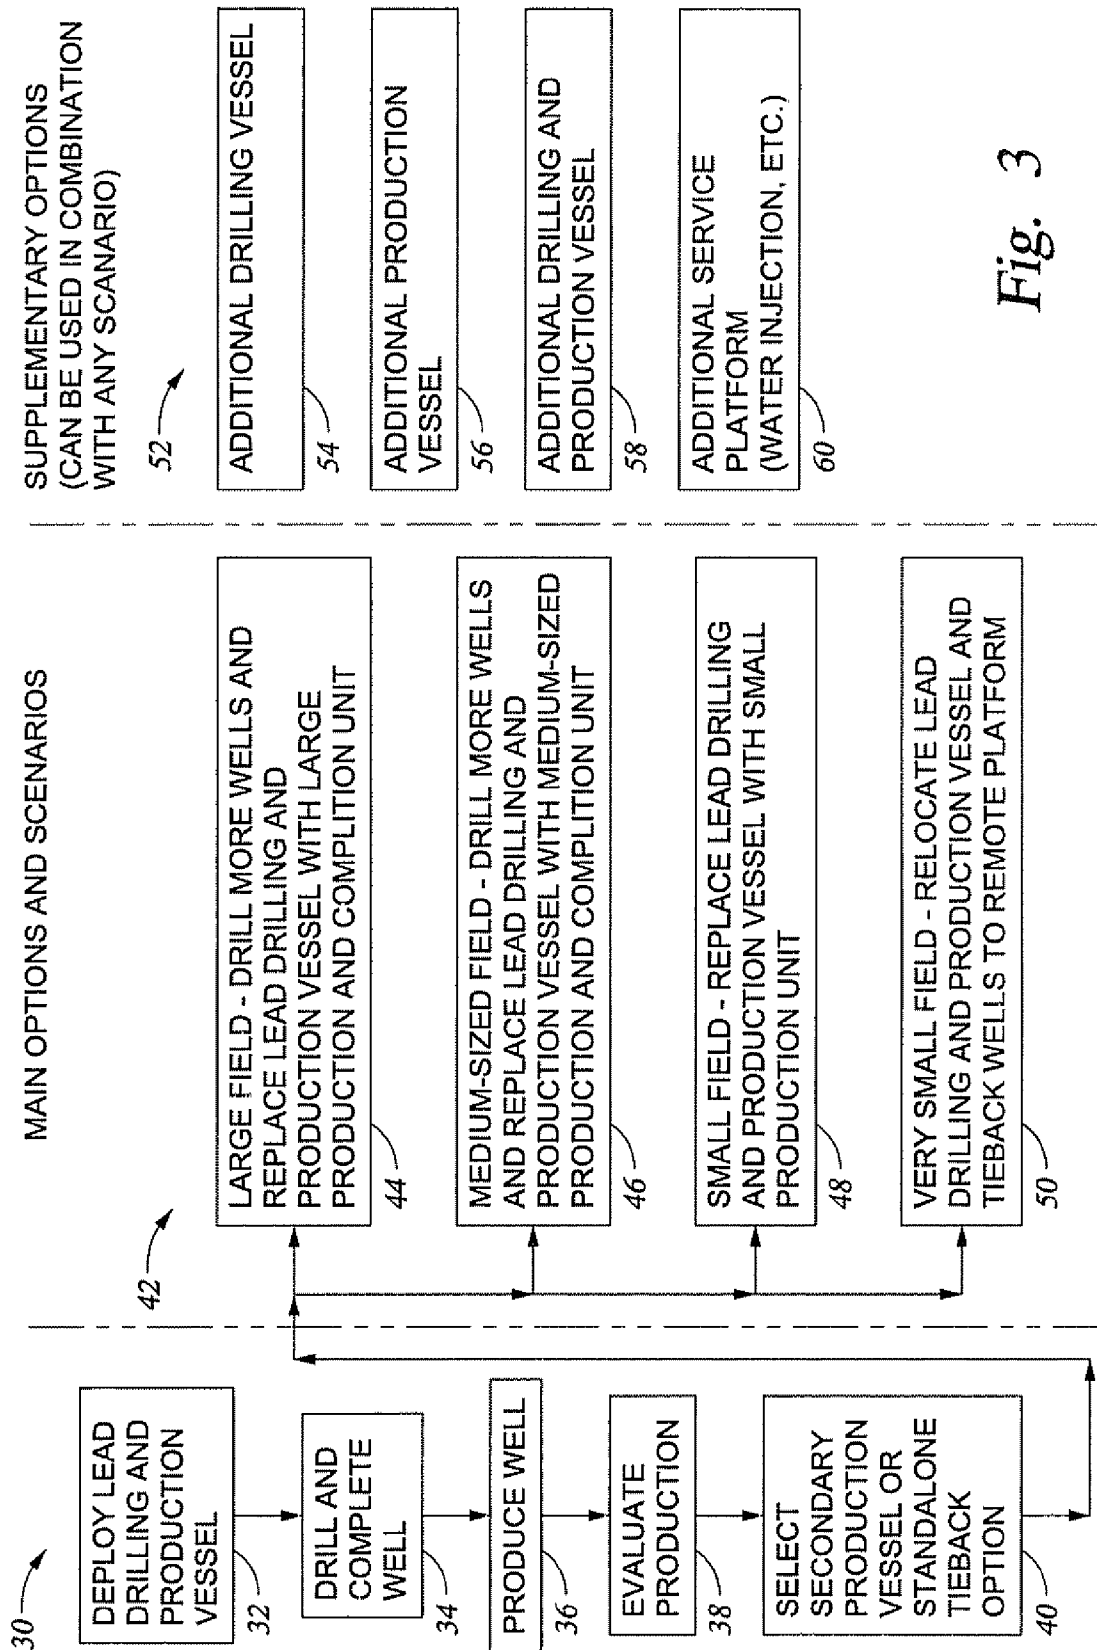 30
DEPLOY LEAD
DRILLING AND
PRODUCTION
VESSEL
32
DRILL AND
COMPLETE
WELL
34
PRODUCE WELL
36
EVALUATE
PRODUCTION
38
SELECT
SECONDARY
PRODUCTION
VESSEL OR
STANDALONE
TIEBACK
OPTION
40
MAIN OPTIONS AND SCENARIOS
42
LARGE FIELD - DRILL MORE WELLS AND
REPLACE LEAD DRILLING AND
PRODUCTION VESSEL WITH LARGE
PRODUCTION AND COMPLITION UNIT
44
MEDIUM-SIZED FIELD - DRILL MORE WELLS
AND REPLACE LEAD DRILLING AND
PRODUCTION VESSEL WITH MEDIUM-SIZED
PRODUCTION AND COMPLITION UNIT
46
SMALL FIELD - REPLACE LEAD DRILLING
AND PRODUCTION VESSEL WITH SMALL
PRODUCTION UNIT
48
VERY SMALL FIELD - RELOCATE LEAD
DRILLING AND PRODUCTION VESSEL AND
TIEBACK WELLS TO REMOTE PLATFORM
50
SUPPLEMENTARY OPTIONS
(CAN BE USED IN COMBINATION
WITH ANY SCANARIO)
52
ADDITIONAL DRILLING VESSEL
54
ADDITIONAL PRODUCTION
VESSEL
56
ADDITIONAL DRILLING AND
PRODUCTION VESSEL
58
ADDITIONAL SERVICE
PLATFORM
(WATER INJECTION, ETC.)
60
Fig. 3